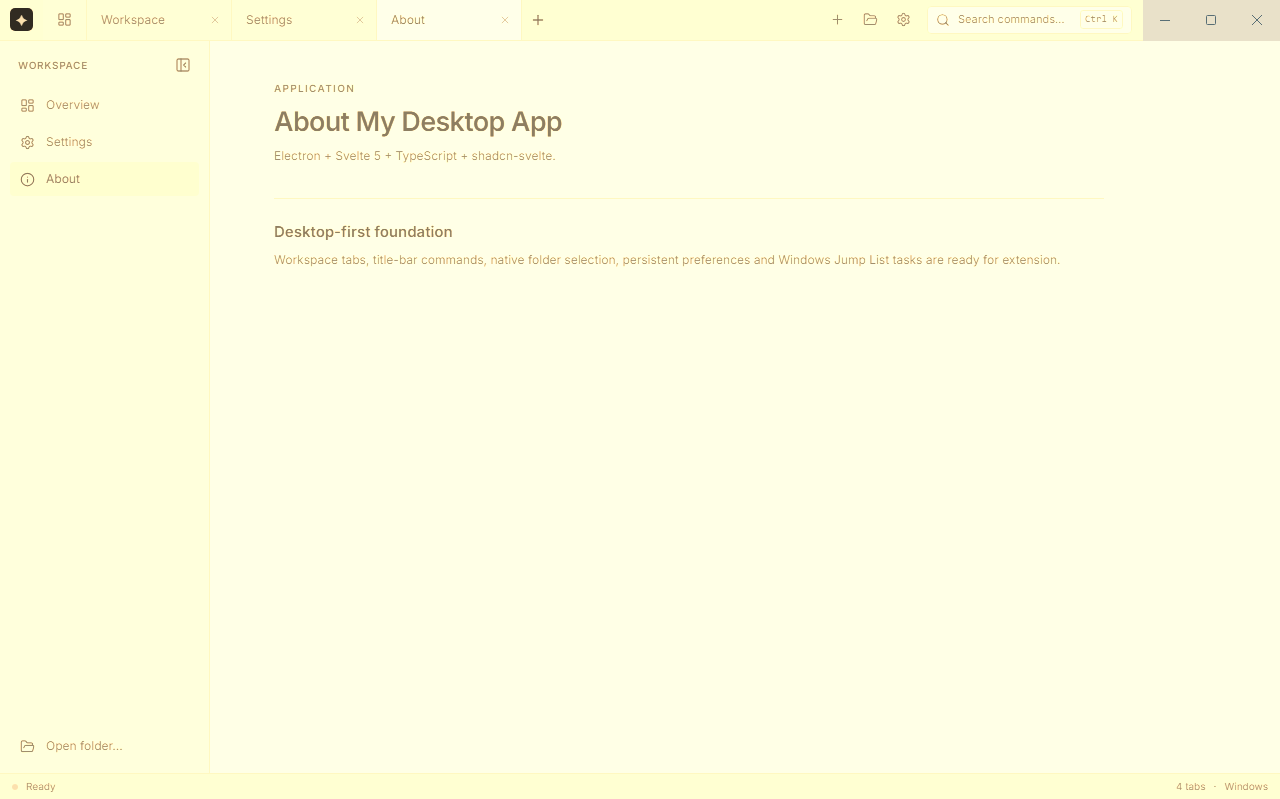 Workspace
Settings
About
Search commands...
Ctrl K
WORKSPACE
Overview
Settings
About
Open folder...
APPLICATION
About My Desktop App
Electron + Svelte 5 + TypeScript + shadcn-svelte.
Desktop-first foundation
Workspace tabs, title-bar commands, native folder selection, persistent preferences and Windows Jump List tasks are ready for extension.
Ready
4 tabs · Windows